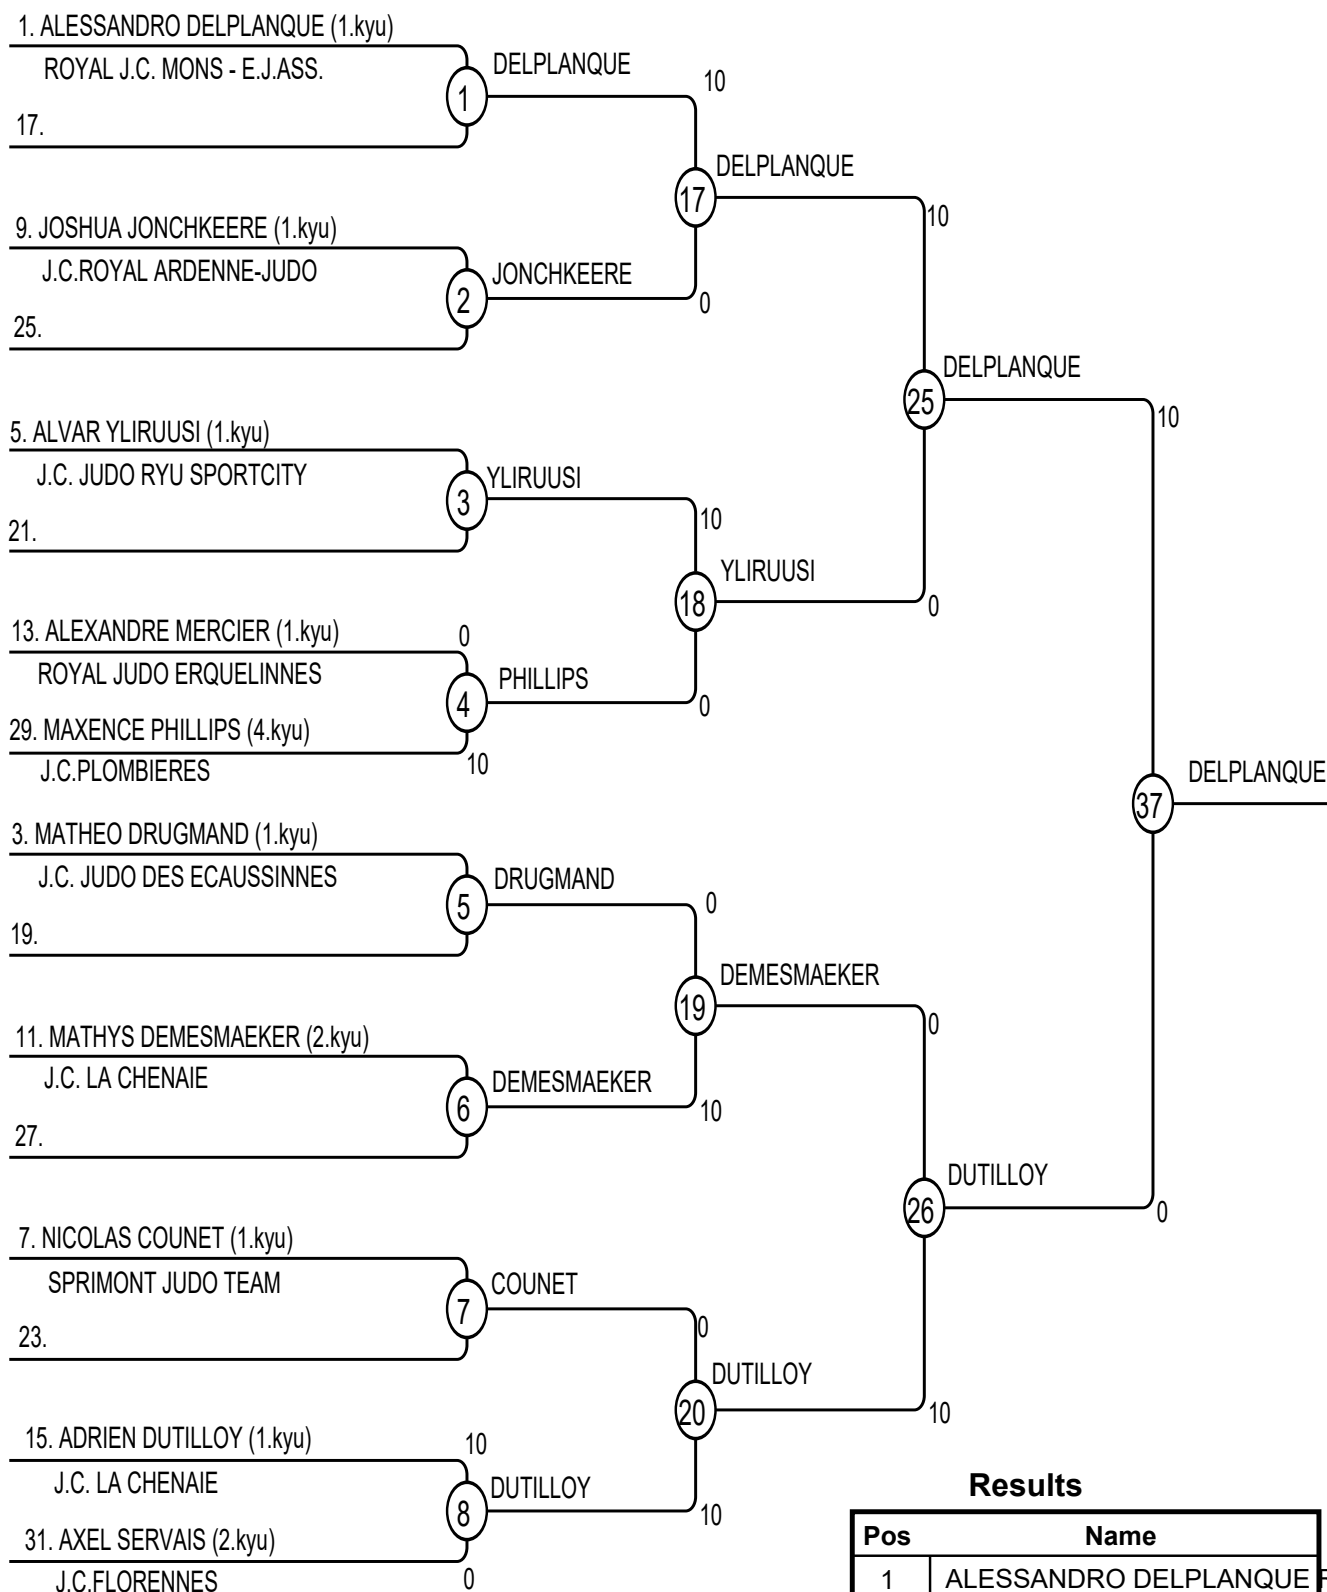 1. ALESSANDRO DELPLANQUE (1.kyu)
ROYAL J.C. MONS - E.J.ASS.
17.
1
DELPLANQUE
10
9. JOSHUA JONCHKEERE (1.kyu)
J.C.ROYAL ARDENNE-JUDO
25.
2
JONCHKEERE
0
17
DELPLANQUE
10
5. ALVAR YLIRUUSI (1.kyu)
J.C. JUDO RYU SPORTCITY
21.
3
YLIRUUSI
10
13. ALEXANDRE MERCIER (1.kyu)
0
ROYAL JUDO ERQUELINNES
29. MAXENCE PHILLIPS (4.kyu)
10
J.C.PLOMBIERES
4
PHILLIPS
0
18
YLIRUUSI
0
25
DELPLANQUE
10
3. MATHEO DRUGMAND (1.kyu)
J.C. JUDO DES ECAUSSINNES
19.
5
DRUGMAND
0
11. MATHYS DEMESMAEKER (2.kyu)
J.C. LA CHENAIE
27.
6
DEMESMAEKER
10
19
DEMESMAEKER
0
7. NICOLAS COUNET (1.kyu)
SPRIMONT JUDO TEAM
23.
7
COUNET
0
15. ADRIEN DUTILLOY (1.kyu)
10
J.C. LA CHENAIE
31. AXEL SERVAIS (2.kyu)
0
J.C.FLORENNES
8
DUTILLOY
10
20
DUTILLOY
10
26
DUTILLOY
0
37
DELPLANQUE
Results
Pos Name
1 ALESSANDRO DELPLANQUE